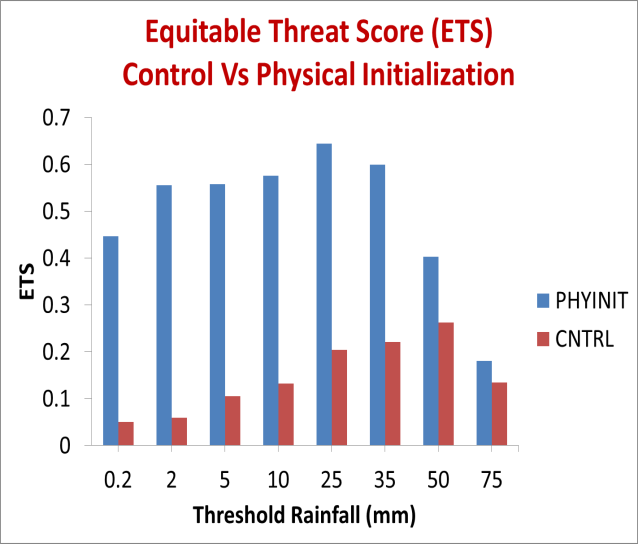 Equitable Threat Score (ETS)
Control Vs Physical Initialization
0.7
0.6
0.5
0.4
0.3
0.2
0.1
0
ETS
PHYINIT
CNTRL
0.2 2 5 10 25 35 50 75
Threshold Rainfall (mm)